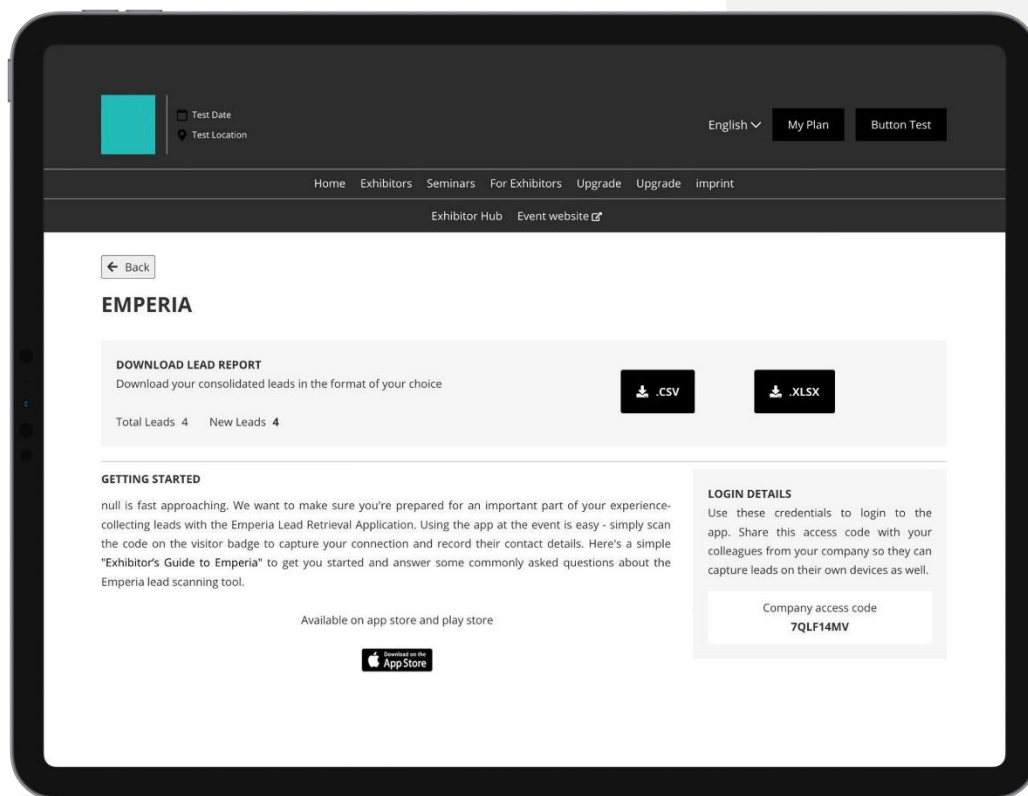 Test Date
Test Location
English
My Plan
Button Test
Home Exhibitors Seminars For Exhibitors Upgrade Upgrade imprint
Exhibitor Hub Event website
Back
EMPERIA
DOWNLOAD LEAD REPORT
Download your consolidated leads in the format of your choice
.CSV
.XLSX
Total Leads 4 New Leads 4
GETTING STARTED
null is fast approaching. We want to make sure you're prepared for an important part of your experience-
collecting leads with the Emperia Lead Retrieval Application. Using the app at the event is easy - simply scan
the code on the visitor badge to capture your connection and record their contact details. Here's a simple
"Exhibitor's Guide to Emperia" to get you started and answer some commonly asked questions about the
Emperia lead scanning tool.
Available on app store and play store
Download on the
App Store
LOGIN DETAILS
Use these credentials to login to the
app. Share this access code with your
colleagues from your company so they can
capture leads on their own devices as well.
Company access code
7QLF14MV